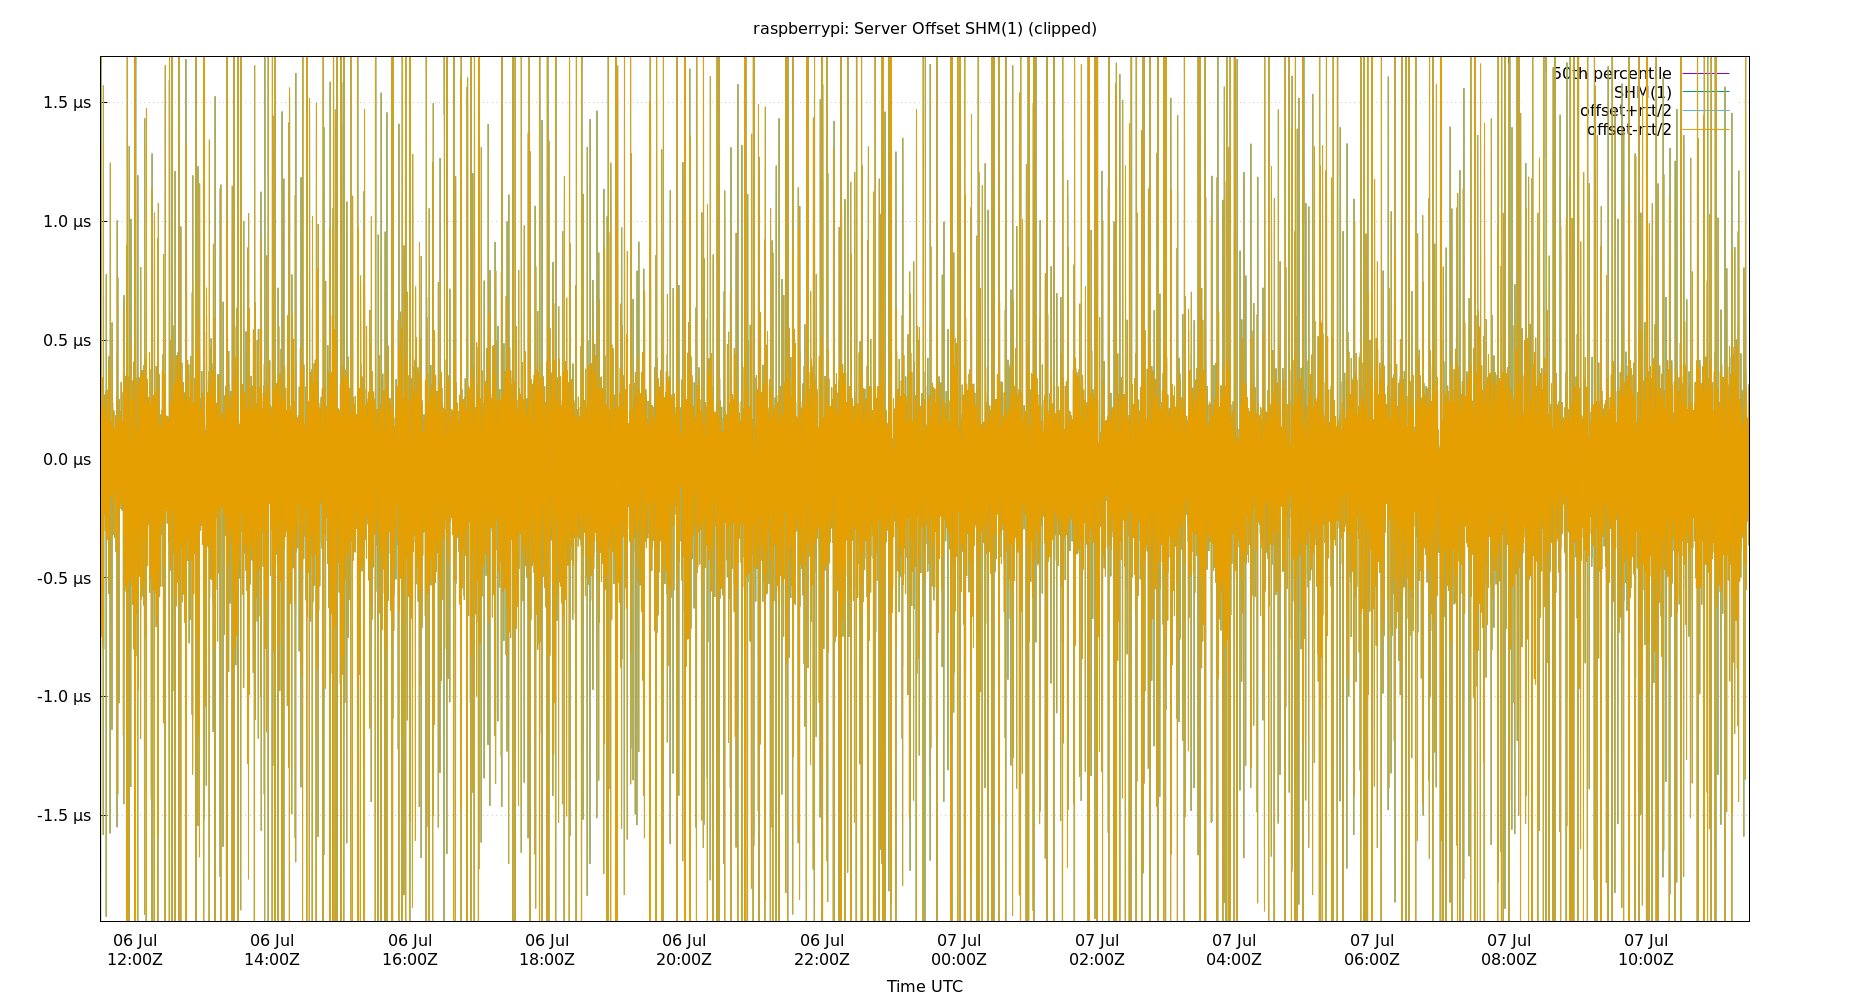 raspberrypi: Server Offset SHM(1) (clipped)
50th percentile
SHM(1)
offset+rtt/2
offset-rtt/2
1.5 µs
1.0 µs
0.5 µs
0.0 µs
-0.5 µs
-1.0 µs
-1.5 µs
06 Jul 06 Jul 06 Jul 06 Jul 06 Jul 06 Jul 07 Jul 07 Jul 07 Jul 07 Jul 07 Jul 07 Jul
12:00Z 14:00Z 16:00Z 18:00Z 20:00Z 22:00Z 00:00Z 02:00Z 04:00Z 06:00Z 08:00Z 10:00Z
Time UTC